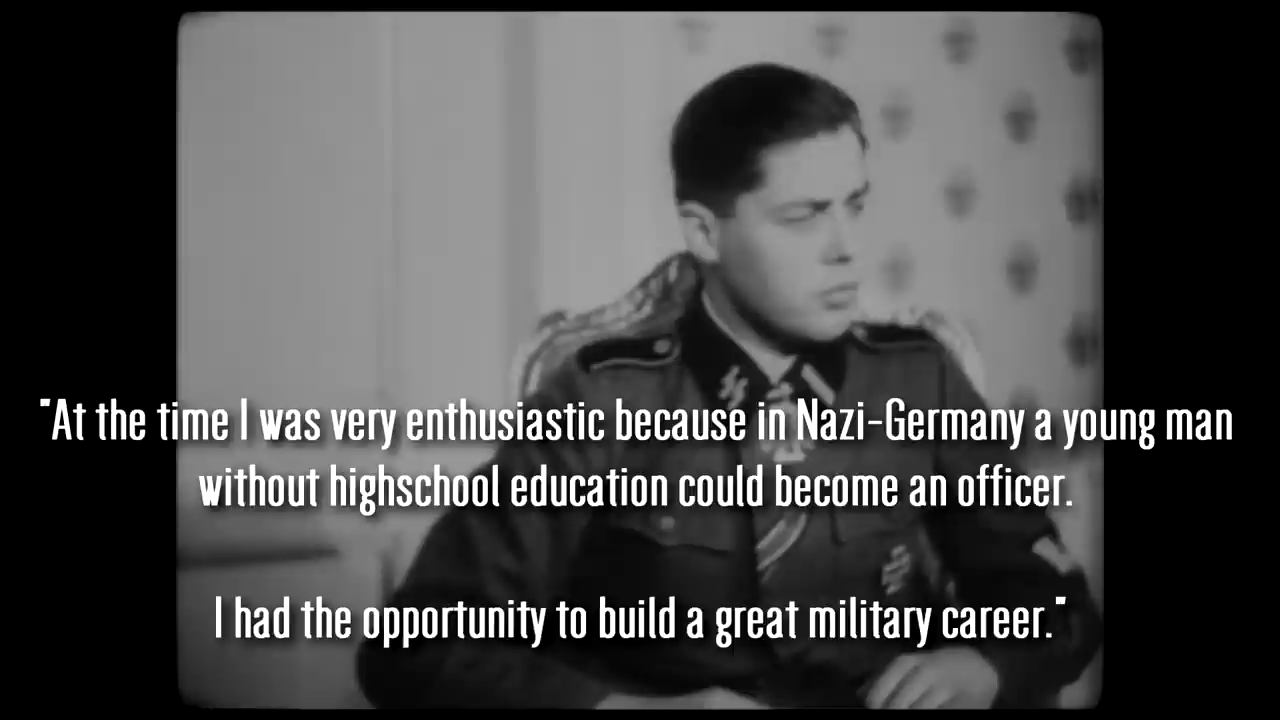 "At the time I was very enthusiastic because in Nazi-Germany a young man
without highschool education could become an officer.
I had the opportunity to build a great military career."